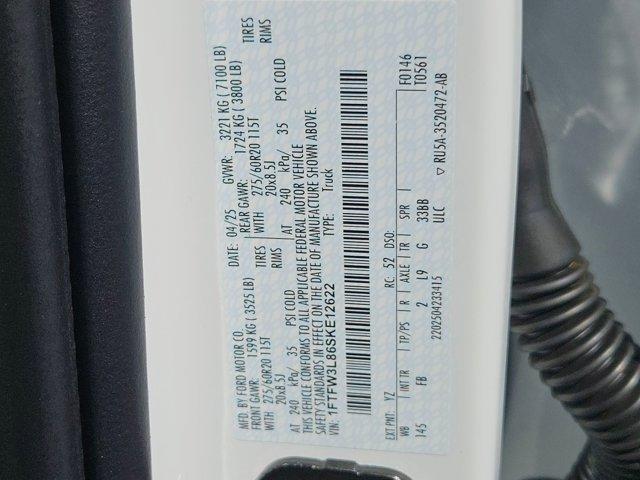 MFD. BY FORD MOTOR CO.
DATE: 04/25 GVWR: 3221 KG ( 7100 LB)
FRONT GAWR: 1599 KG ( 3525 LB) REAR GAWR: 1724 KG ( 3800 LB)
275/60R20 115T TIRES WITH 275/60R20 115T TIRES
20x8.5J RIMS 20x8.5J RIMS
AT 240 kPa/ 35 PSI COLD AT 240 kPa/ 35 PSI COLD
THIS VEHICLE CONFORMS TO ALL APPLICABLE FEDERAL MOTOR VEHICLE
SAFETY STANDARDS IN EFFECT ON THE DATE OF MANUFACTURE SHOWN ABOVE.
VIN: 1FTFW3L86SKE12622 TYPE: Truck
F0146
T0561
EXT PNT: YZ RC: 52 DSO:
WB INT TR TP/PS R AXLE TR SPR
145 FB 2 L9 G 33BB
ULC
2202504233415
▽ RU5A-3520472-AB